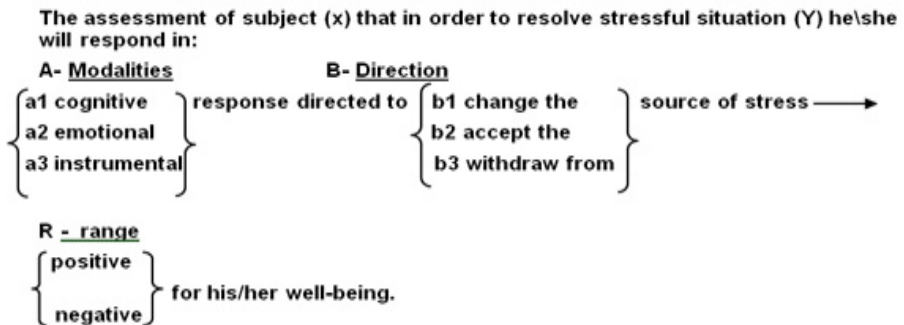 The assessment of subject (x) that in order to resolve stressful situation (Y) he\she
will respond in:
A- Modalities B- Direction
a1 cognitive response directed to b1 change the source of stress
a2 emotional b2 accept the
a3 instrumental b3 withdraw from
R - range
positive
for his/her well-being.
negative